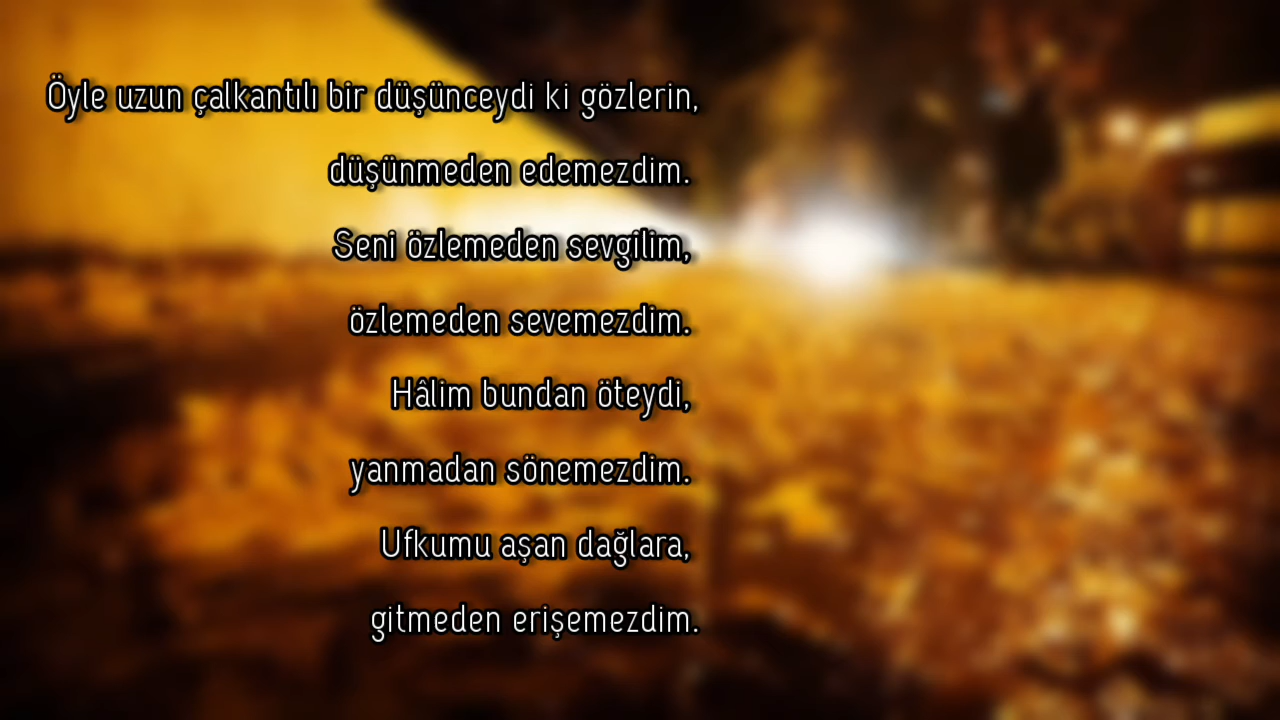 Öyle uzun çalkantılı bir düşünceydi ki gözlerin,
düşünmeden edemezdim.
Seni özlemeden sevgilim,
özlemeden sevemezdim.
Hâlim bundan öteydi,
yanmadan sönemezdim.
Ufkumu aşan dağlara,
gitmeden erişemezdim.